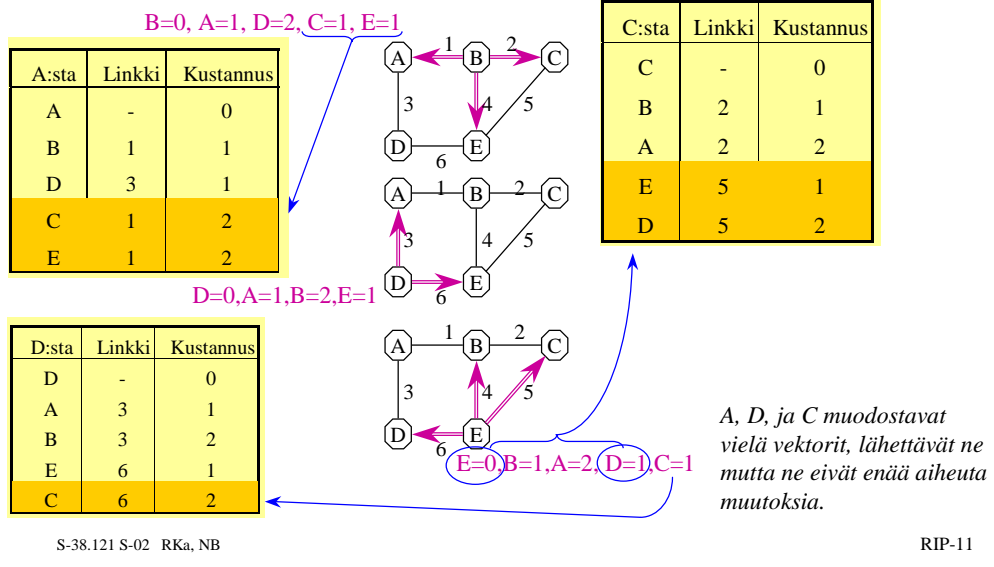 B=0, A=1, D=2, C=1, E=1
A:sta Linkki Kustannus
A - 0
B 1 1
D 3 1
C 1 2
E 1 2
A 1 B 2 C
3 4 5
D 6 E
C:sta Linkki Kustannus
C - 0
B 2 1
A 2 2
E 5 1
D 5 2
A 1 B 2 C
3 4 5
D 6 E
D=0,A=1,B=2,E=1
D:sta Linkki Kustannus
D - 0
A 3 1
B 3 2
E 6 1
C 6 2
A 1 B 2 C
3 4 5
D 6 E
E=0,B=1,A=2, D=1,C=1
A, D, ja C muodostavat
vielä vektorit, lähettävät ne
mutta ne eivät enää aiheuta
muutoksia.
S-38.121 S-02 RKa, NB
RIP-11